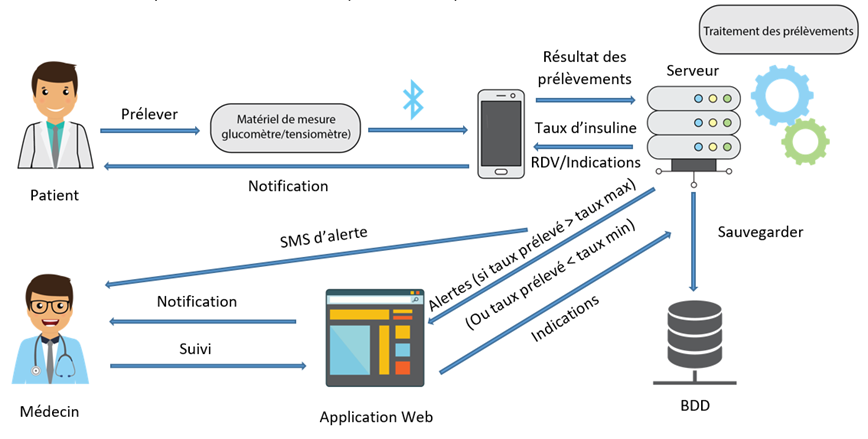 Traitement des prélèvements
Résultat des
prélèvements
Serveur
Prélever
Matériel de mesure
glucomètre/tensiomètre)
Taux d'insuline
RDV/Indications
Patient
Notification
SMS d'alerte
Alertes (si taux prélevé > taux max)
(Ou taux prélevé < taux min)
Sauvegarder
Notification
Indications
Suivi
Médecin
Application Web
BDD